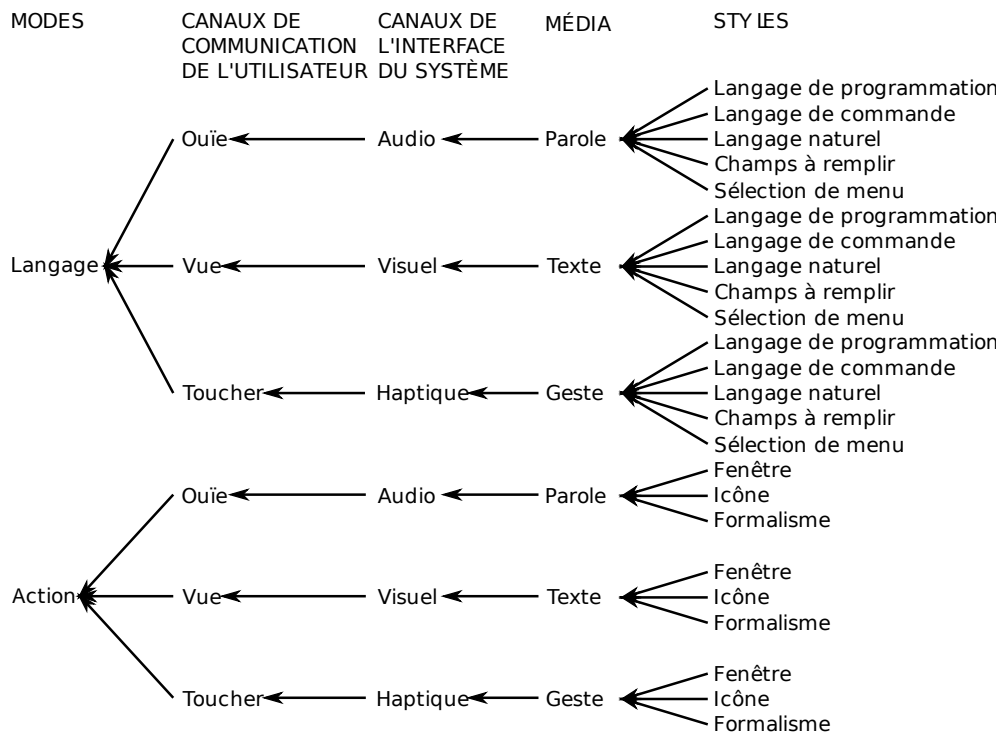 MODES
CANAUX DE
COMMUNICATION
DE L'UTILISATEUR
CANAUX DE
L'INTERFACE
DU SYSTÈME
MÉDIA
STYLES
Langage de programmation
Langage de commande
Ouïe Audio Parole Langage naturel
Champs à remplir
Sélection de menu
Langage de programmation
Langage de commande
Langage Vue Visuel Texte Langage naturel
Champs à remplir
Sélection de menu
Langage de programmation
Langage de commande
Toucher Haptique Geste Langage naturel
Champs à remplir
Sélection de menu
Fenêtre
Ouïe Audio Parole Icône
Formalisme
Fenêtre
Action Vue Visuel Texte Icône
Formalisme
Fenêtre
Toucher Haptique Geste Icône
Formalisme